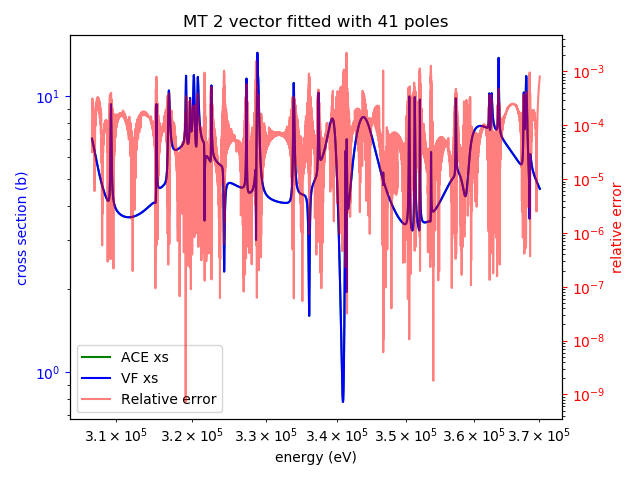 MT 2 vector fitted with 41 poles
cross section (b)
10¹
10⁰
10⁻³
10⁻⁴
10⁻⁵
10⁻⁶
10⁻⁷
10⁻⁸
10⁻⁹
relative error
ACE xs
VF xs
Relative error
3.1 × 10⁵ 3.2 × 10⁵ 3.3 × 10⁵ 3.4 × 10⁵ 3.5 × 10⁵ 3.6 × 10⁵ 3.7 × 10⁵
energy (eV)